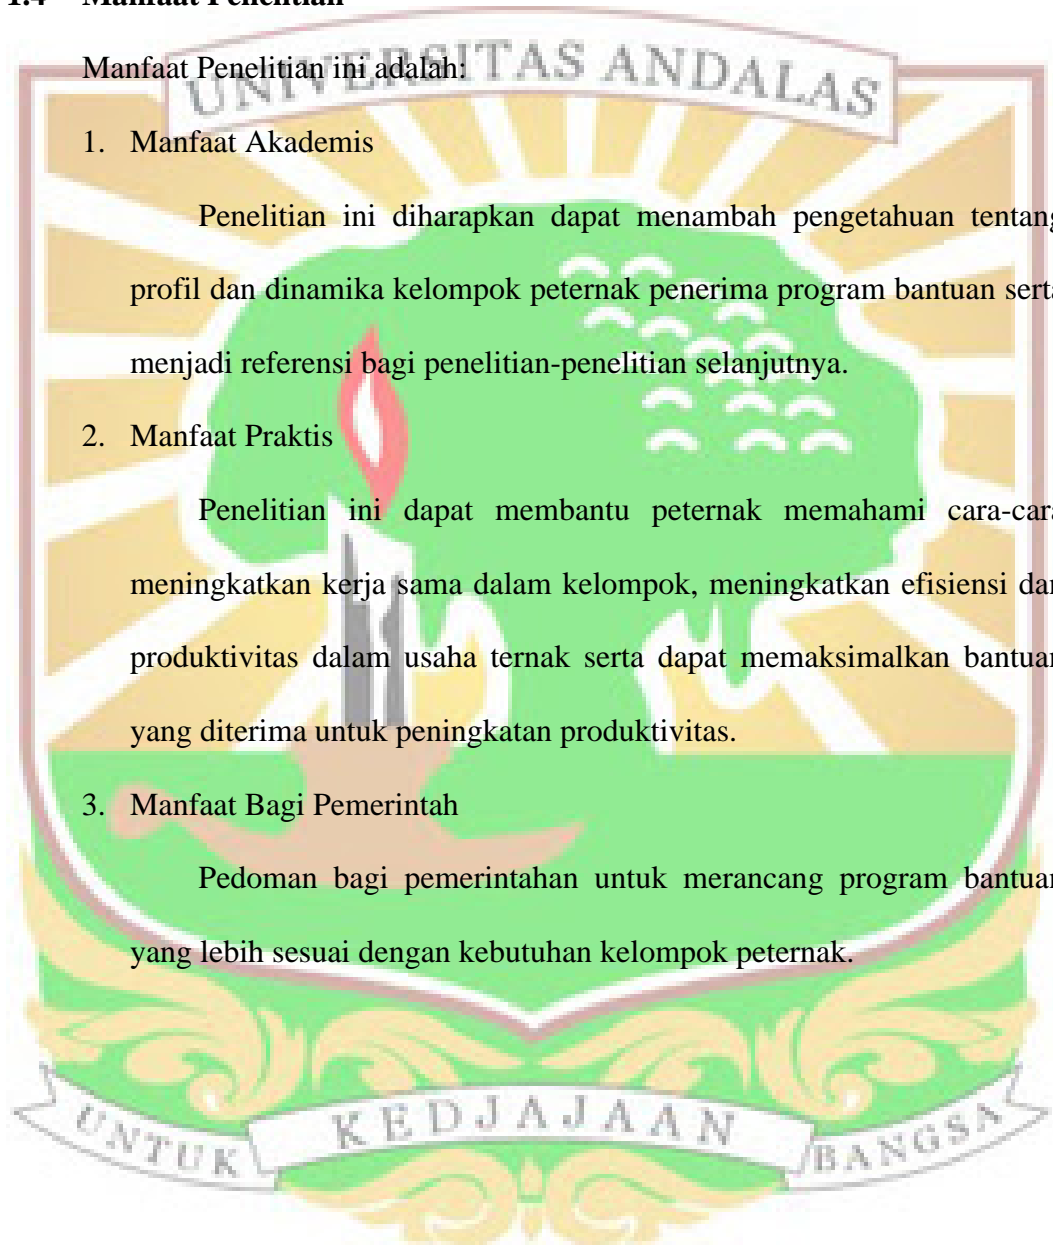 1.4 Manfaat Penelitian
UNIVERSITAS ANDALAS
Manfaat Penelitian ini adalah:
1. Manfaat Akademis
Penelitian ini diharapkan dapat menambah pengetahuan tentang
profil dan dinamika kelompok peternak penerima program bantuan serta
menjadi referensi bagi penelitian-penelitian selanjutnya.
2. Manfaat Praktis
Penelitian ini dapat membantu peternak memahami cara-cara
meningkatkan kerja sama dalam kelompok, meningkatkan efisiensi dan
produktivitas dalam usaha ternak serta dapat memaksimalkan bantuan
yang diterima untuk peningkatan produktivitas.
3. Manfaat Bagi Pemerintah
Pedoman bagi pemerintahan untuk merancang program bantuan
yang lebih sesuai dengan kebutuhan kelompok peternak.
UNTUK KEDJAJAAN BANGSA